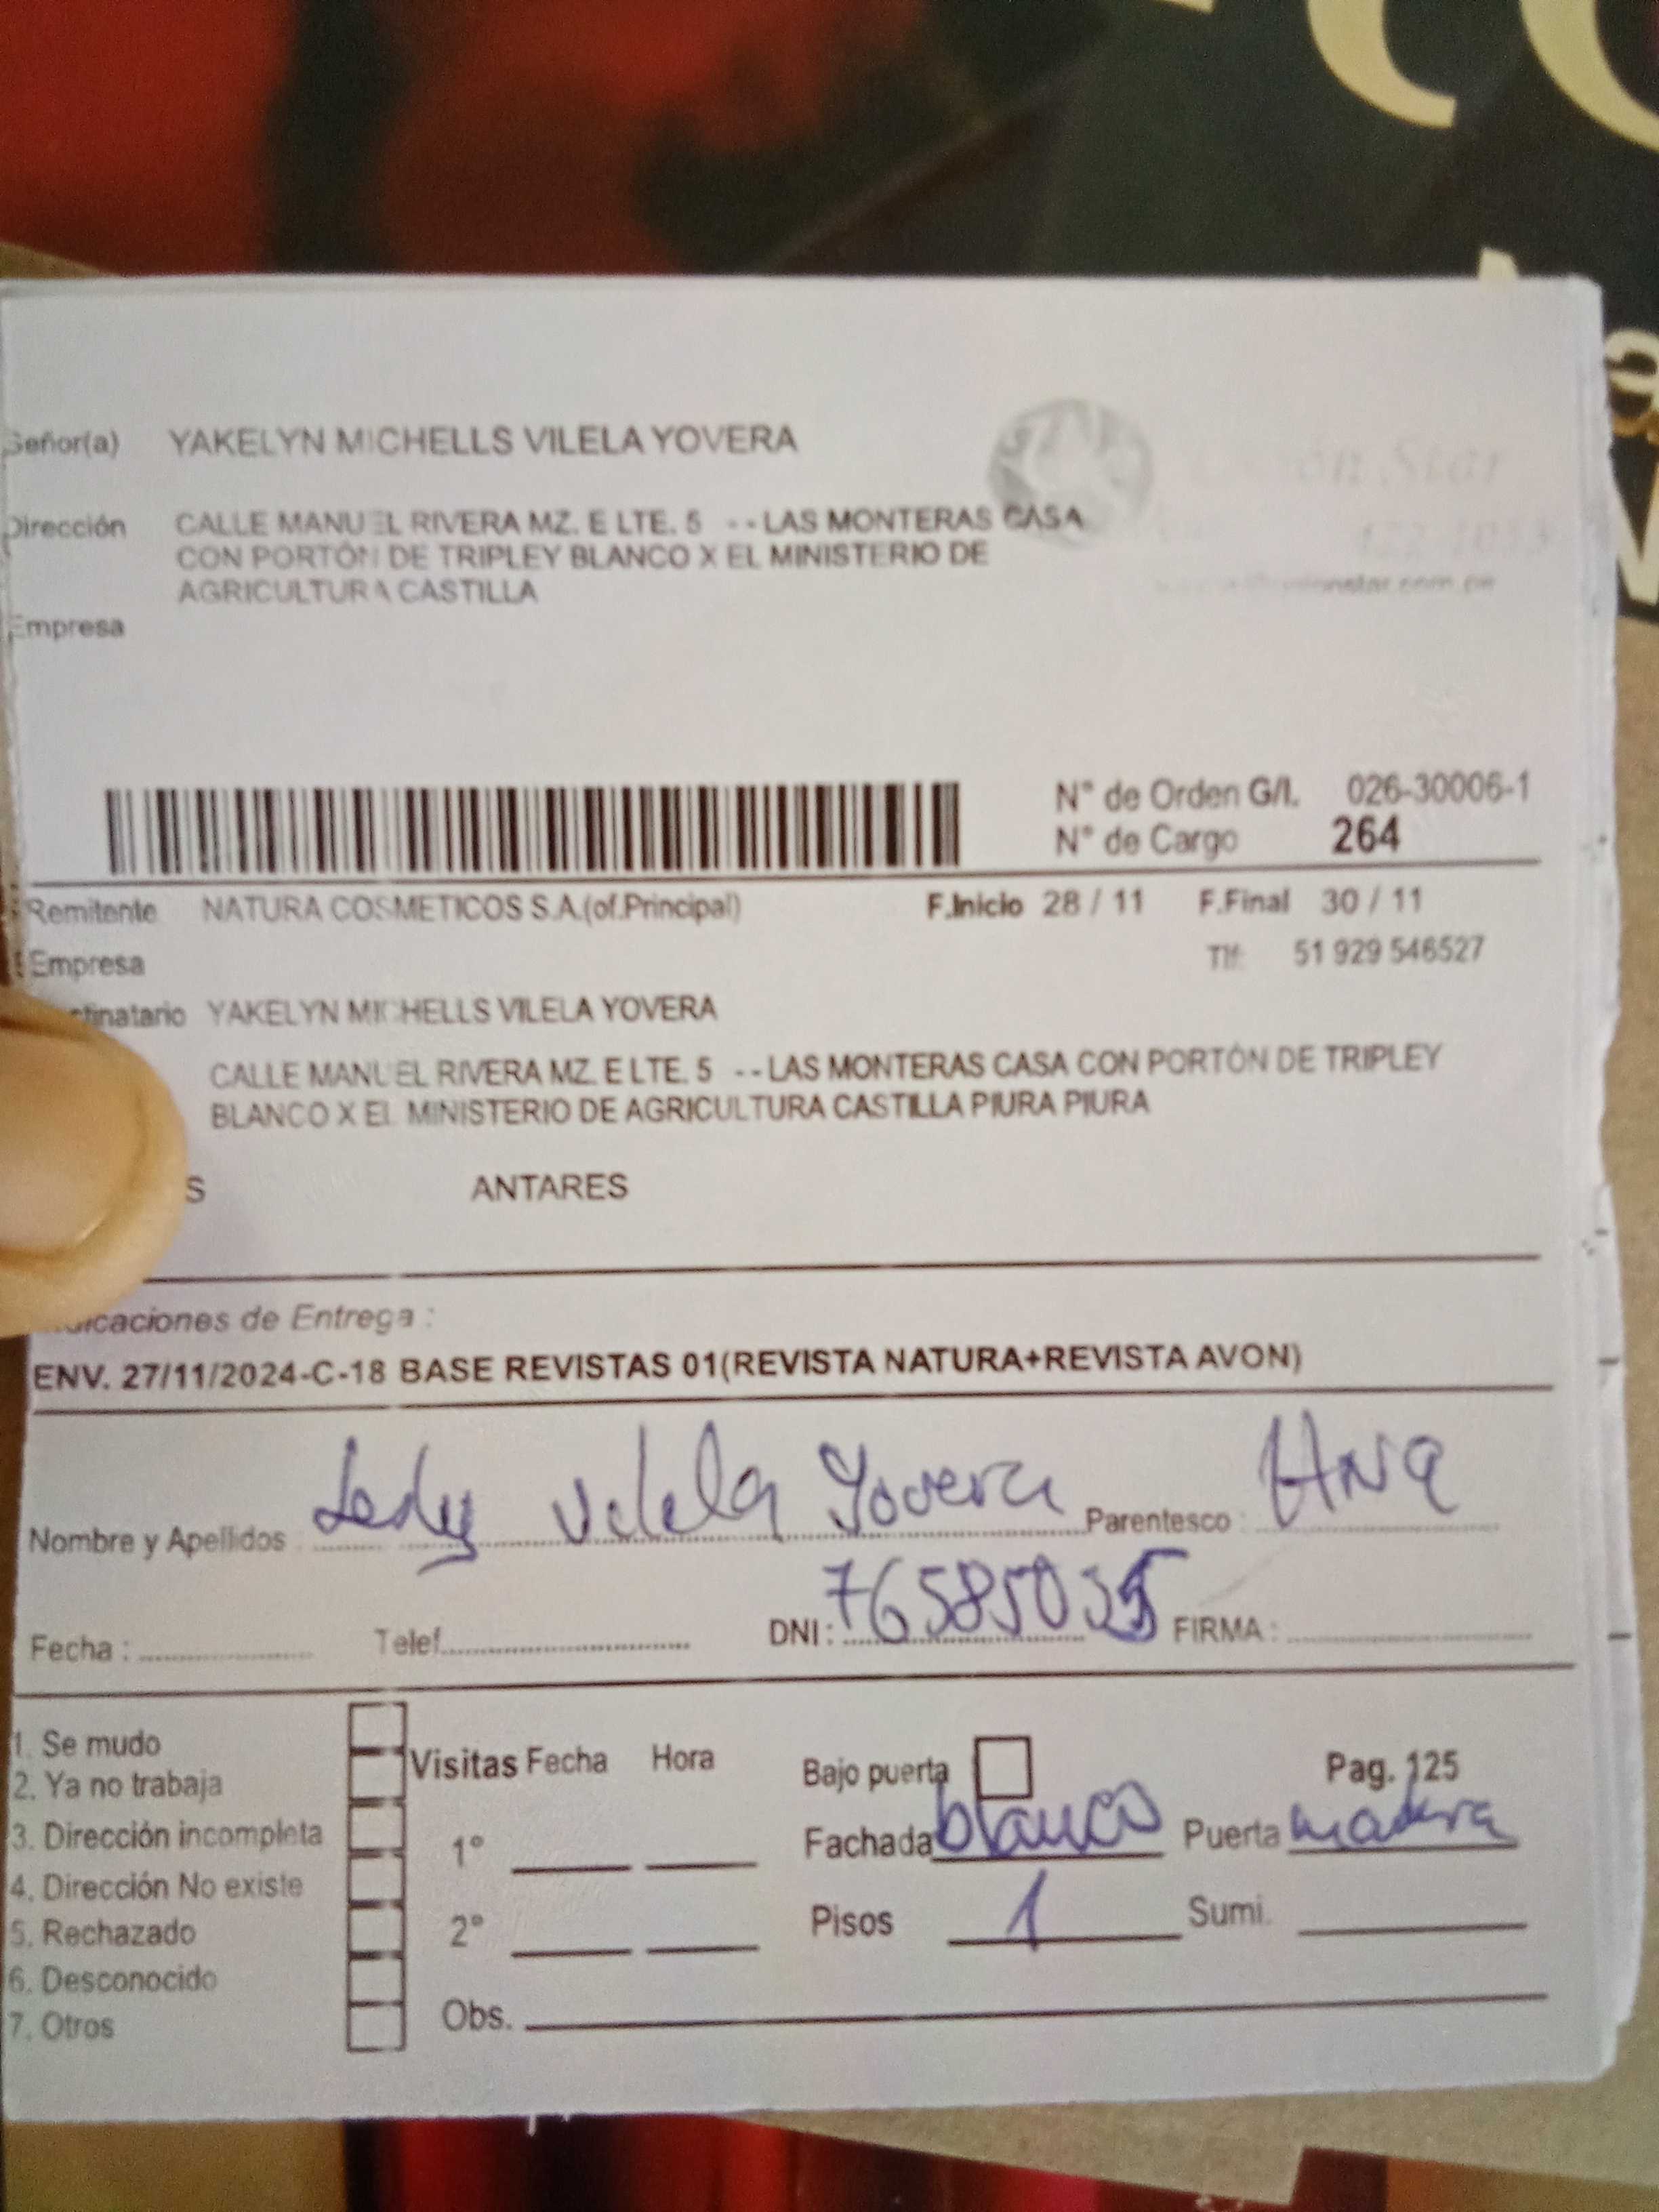 Señor(a) YAKELYN MICHELLS VILELA YOVERA
Dirección CALLE MANUEL RIVERA MZ. E LTE. 5 - - LAS MONTERAS CASA
CON PORTÓN DE TRIPLEY BLANCO X EL MINISTERIO DE
AGRICULTURA CASTILLA
Empresa
N° de Orden G/I. 026-30006-1
N° de Cargo 264
Remitente NATURA COSMETICOS S.A.(of.Principal) F.Inicio 28 / 11 F.Final 30 / 11
Empresa Tlf: 51 929 546527
tinatario YAKELYN MICHELLS VILELA YOVERA
CALLE MANUEL RIVERA MZ. E LTE. 5 - - LAS MONTERAS CASA CON PORTÓN DE TRIPLEY
BLANCO X EL MINISTERIO DE AGRICULTURA CASTILLA PIURA PIURA
S ANTARES
icaciones de Entrega :
ENV. 27/11/2024-C-18 BASE REVISTAS 01(REVISTA NATURA+REVISTA AVON)
Nombre y Apellidos Vilela Yovera Parentesco : Hna
Fecha : Telef. DNI: FIRMA :
1. Se mudo
2. Ya no trabaja
3. Dirección incompleta
4. Dirección No existe
5. Rechazado
6. Desconocido
7. Otros
Visitas Fecha Hora
1°
2°
Obs.
Bajo puerta Pag. 125
Fachada blanco Puerta madera
Pisos 1 Sumi.